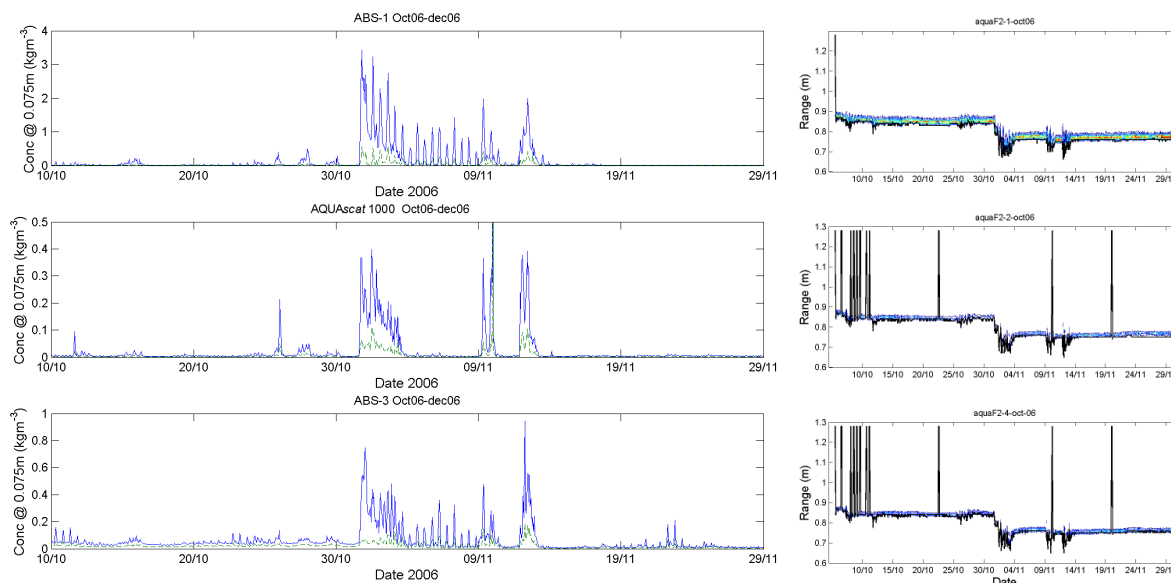 ABS-1 Oct06-dec06
Conc @ 0.075m (kgm⁻³)
4
3
2
1
0
10/10 20/10 30/10 09/11 19/11 29/11
Date 2006
AQUAscat 1000 Oct06-dec06
Conc @ 0.075m (kgm⁻³)
0.5
0.4
0.3
0.2
0.1
0
10/10 20/10 30/10 09/11 19/11 29/11
Date 2006
ABS-3 Oct06-dec06
Conc @ 0.075m (kgm⁻³)
1
0.8
0.6
0.4
0.2
0
10/10 20/10 30/10 09/11 19/11 29/11
Date 2006
aquaF2-1-oct06
Range (m)
1.2
1.1
1
0.9
0.8
0.7
0.6
10/10 15/10 20/10 25/10 30/10 04/11 09/11 14/11 19/11 24/11 29/1
aquaF2-2-oct06
Range (m)
1.3
1.2
1.1
1
0.9
0.8
0.7
0.6
10/10 15/10 20/10 25/10 30/10 04/11 09/11 14/11 19/11 24/11 29/1
aquaF2-4-oct-06
Range (m)
1.3
1.2
1.1
1
0.9
0.8
0.7
0.6
10/10 15/10 20/10 25/10 30/10 04/11 09/11 14/11 19/11 24/11 29/1
Date